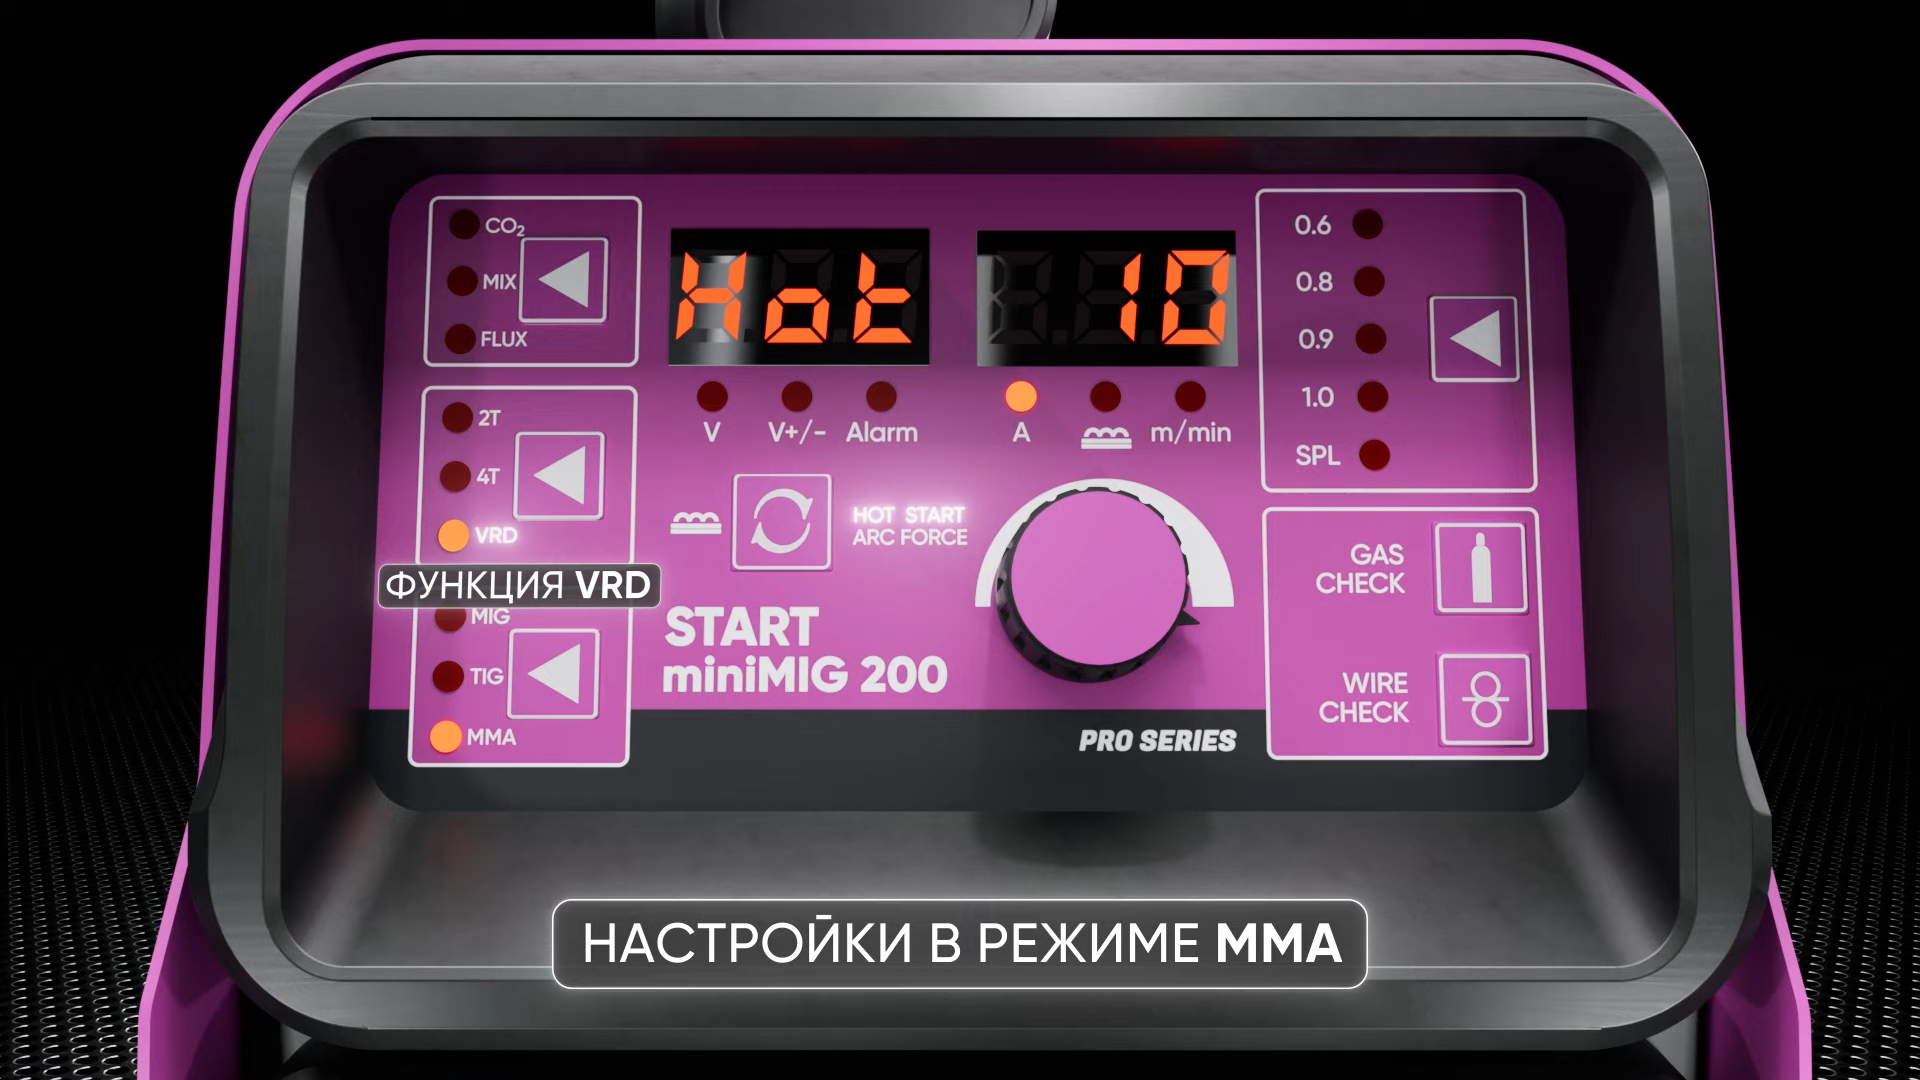 CO₂
MIX
FLUX
Hot
10
V
V+/-
Alarm
A
m/min
0.6
0.8
0.9
1.0
SPL
2T
4T
VRD
ФУНКЦИЯ VRD
MIG
TIG
MMA
HOT START
ARC FORCE
START
miniMIG 200
PRO SERIES
GAS
CHECK
WIRE
CHECK
НАСТРОЙКИ В РЕЖИМЕ MMA